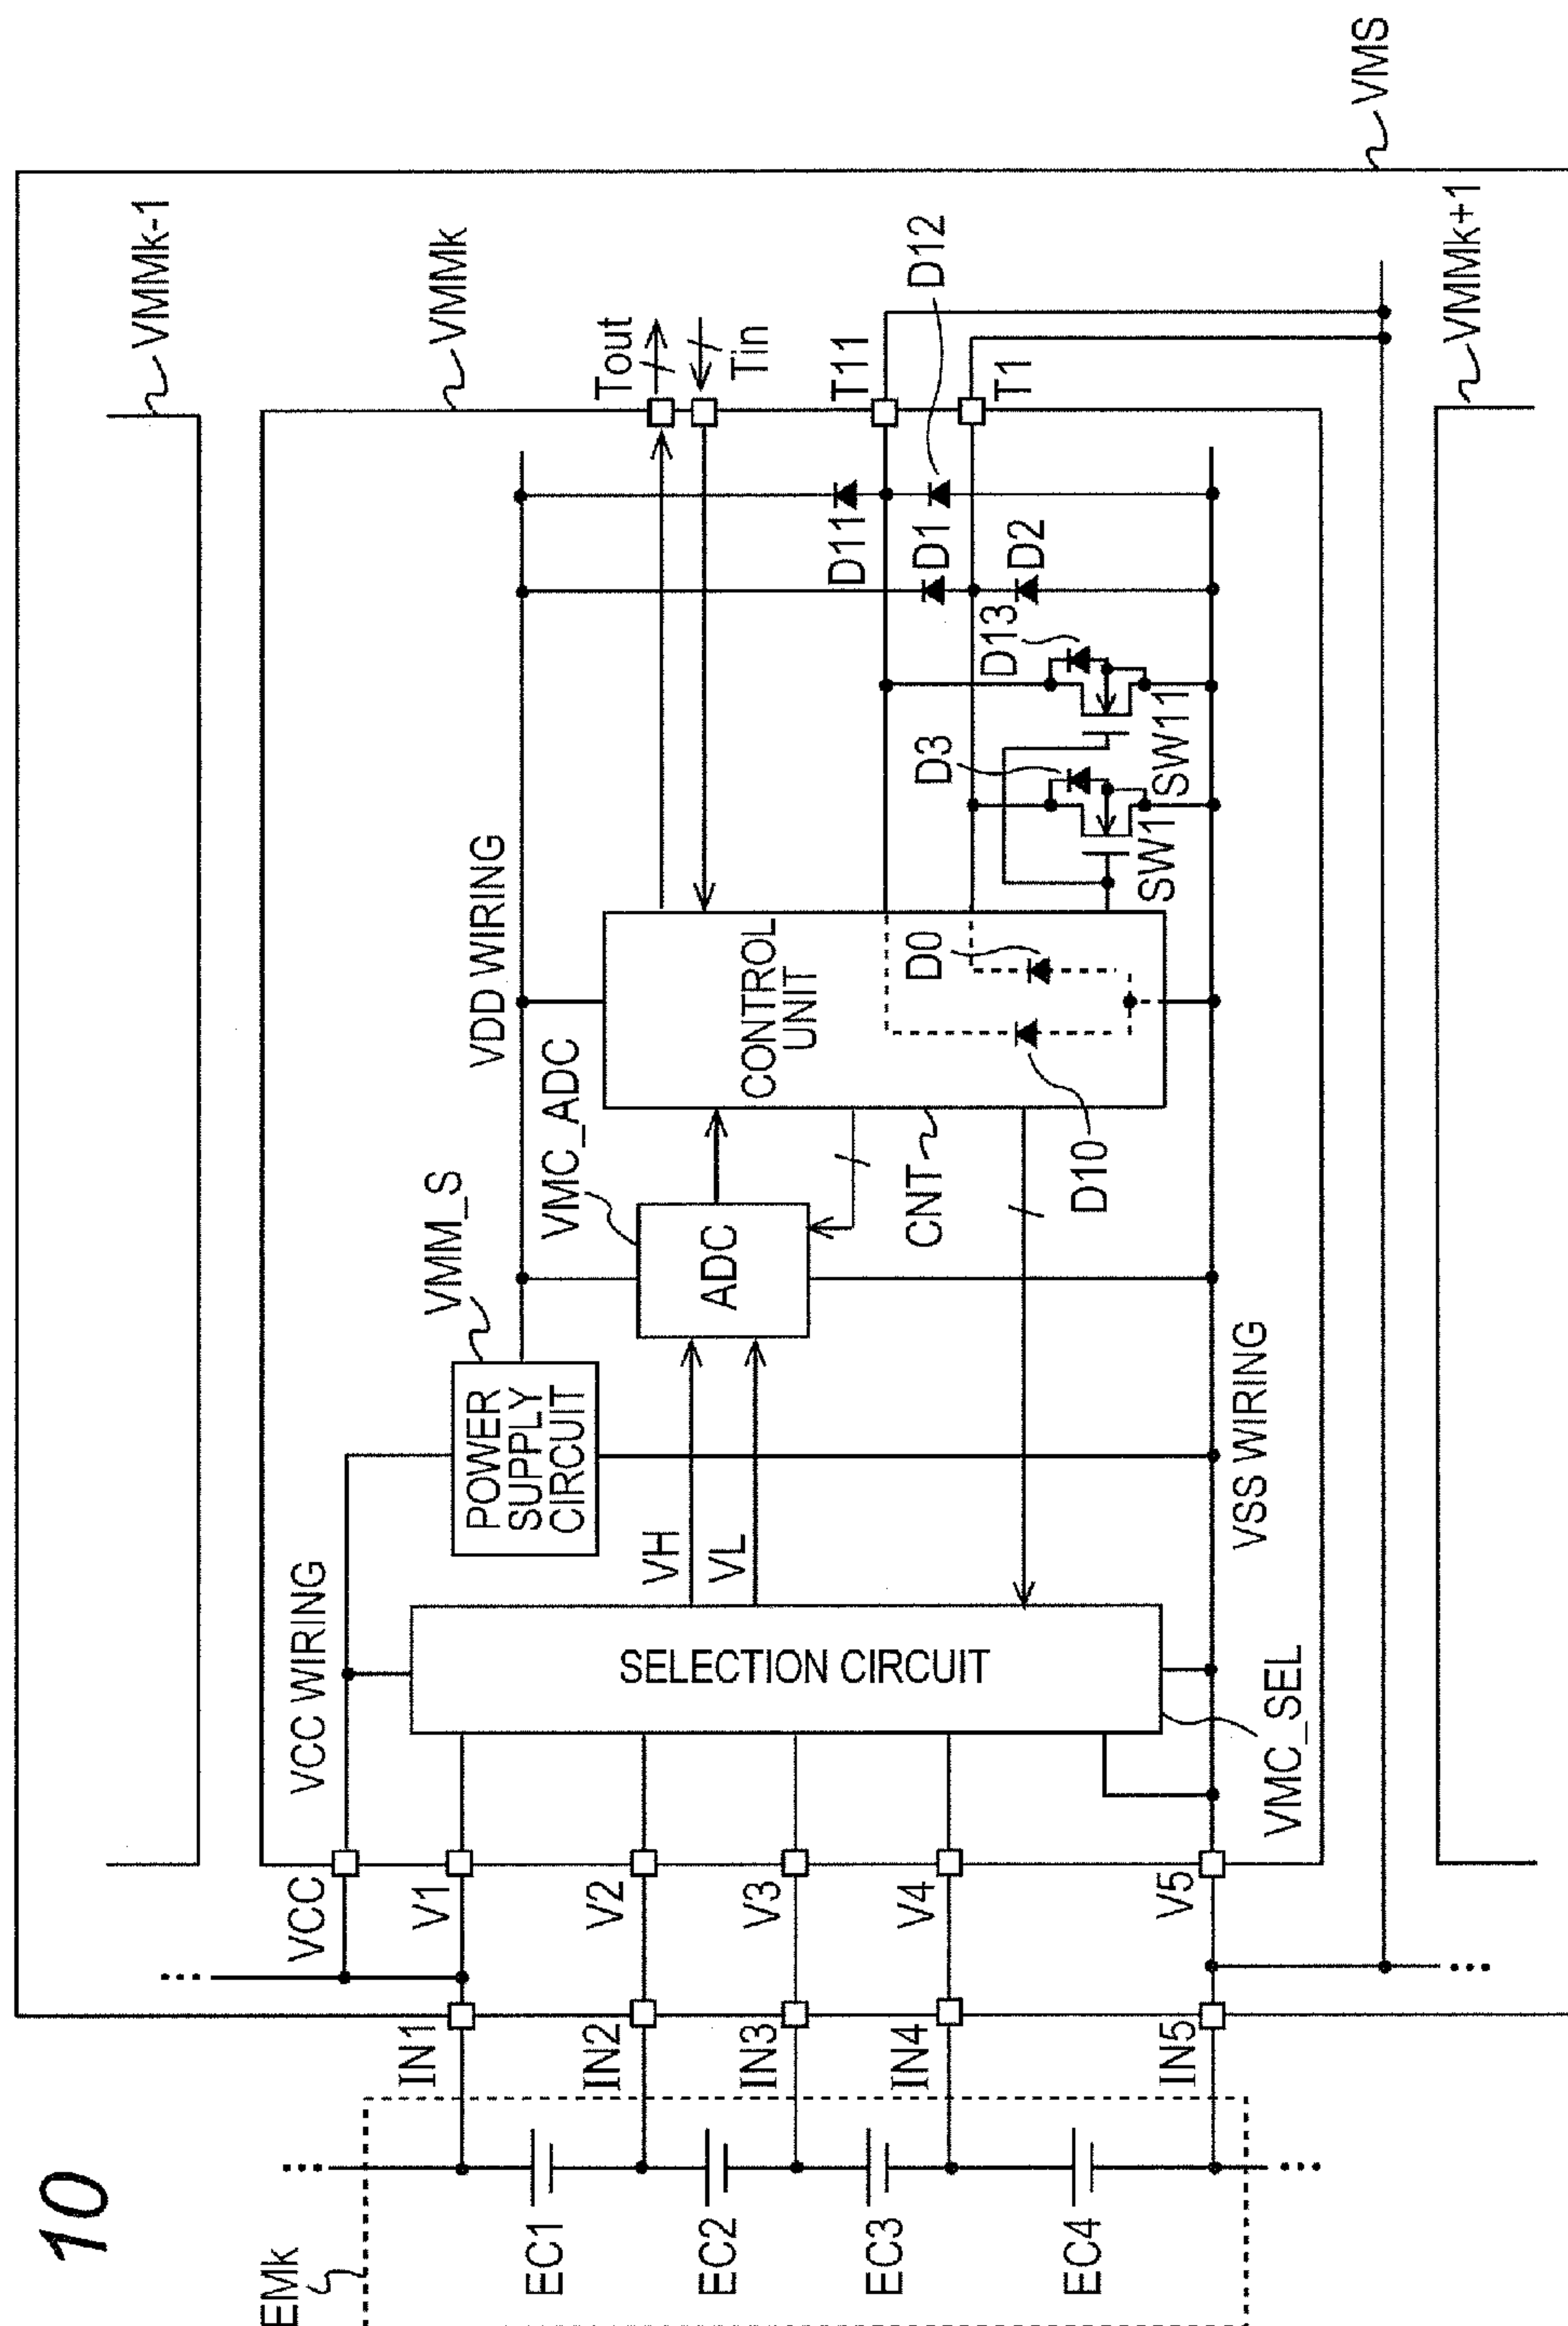 10
VMS
VMMk-1
VMMk
VMMk+1
EMk
EC1
EC2
EC3
EC4
IN1
IN2
IN3
IN4
IN5
VCC
V1
V2
V3
V4
V5
VCC WIRING
SELECTION CIRCUIT
VMC_SEL
VMM_S
POWER
SUPPLY
CIRCUIT
VH
VL
VSS WIRING
VMC_ADC
ADC
VDD WIRING
CONTROL
UNIT
CNT
D10
D0
D3
SW1
D13
SW11
D11
D1
D2
D12
Tout
Tin
T11
T1